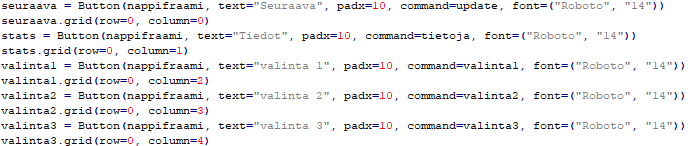 seuraava = Button(nappifraami, text="Seuraava", padx=10, command=update, font=("Roboto", "14"))
seuraava.grid(row=0, column=0)
stats = Button(nappifraami, text="Tiedot", padx=10, command=tietoja, font=("Roboto", "14"))
stats.grid(row=0, column=1)
valinta1 = Button(nappifraami, text="valinta 1", padx=10, command=valinta1, font=("Roboto", "14"))
valinta1.grid(row=0, column=2)
valinta2 = Button(nappifraami, text="valinta 2", padx=10, command=valinta2, font=("Roboto", "14"))
valinta2.grid(row=0, column=3)
valinta3 = Button(nappifraami, text="valinta 3", padx=10, command=valinta3, font=("Roboto", "14"))
valinta3.grid(row=0, column=4)